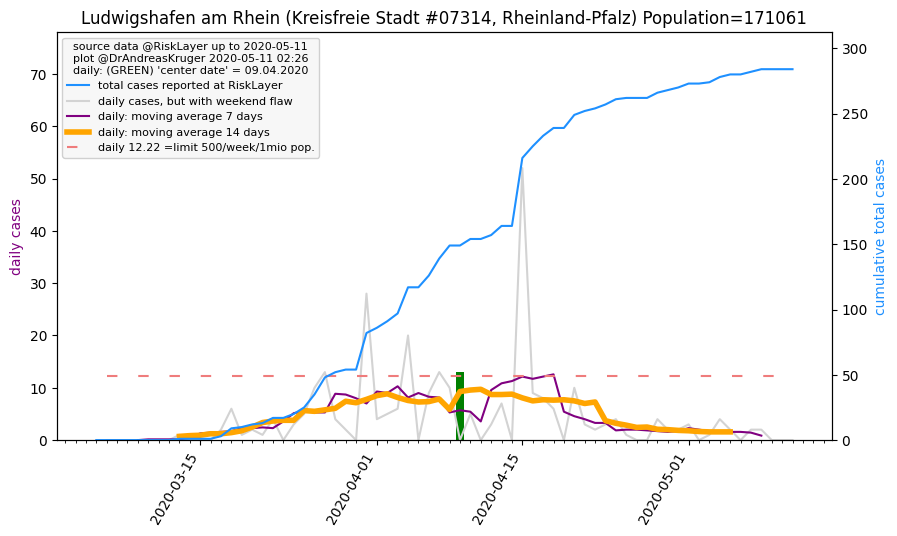 Ludwigshafen am Rhein (Kreisfreie Stadt #07314, Rheinland-Pfalz) Population=171061
source data @RiskLayer up to 2020-05-11
plot @DrAndreasKruger 2020-05-11 02:26
daily: (GREEN) 'center date' = 09.04.2020
total cases reported at RiskLayer
daily cases, but with weekend flaw
daily: moving average 7 days
daily: moving average 14 days
daily 12.22 =limit 500/week/1mio pop.
daily cases
70
60
50
40
30
20
10
0
300
250
200
150
100
50
0
cumulative total cases
2020-03-15
2020-04-01
2020-04-15
2020-05-01